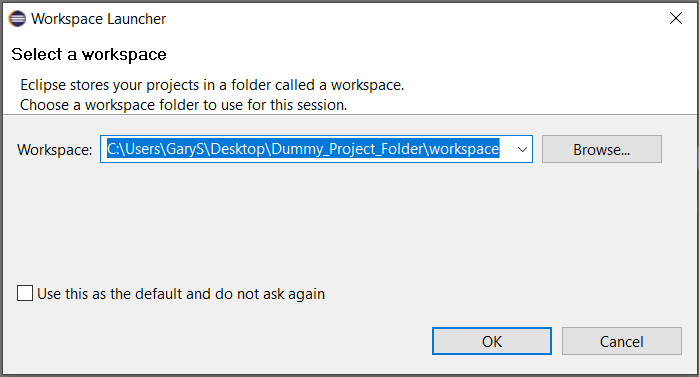 Workspace Launcher
Select a workspace
Eclipse stores your projects in a folder called a workspace.
Choose a workspace folder to use for this session.
Workspace: C:\Users\GaryS\Desktop\Dummy_Project_Folder\workspace Browse...
Use this as the default and do not ask again
OK Cancel